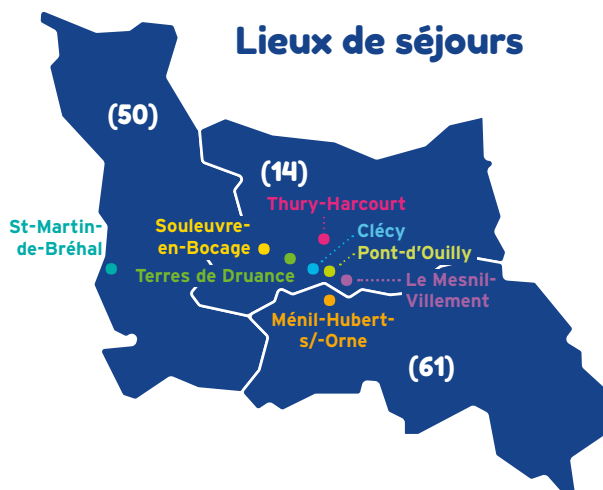 Lieux de séjours
(50)
(14)
Thury-Harcourt
St-Martin-
de-Bréhal
Souleuvre-
en-Bocage
Clécy
Pont-d'Ouilly
Terres de Druance
Le Mesnil-
Villement
Ménil-Hubert-
s/-Orne
(61)